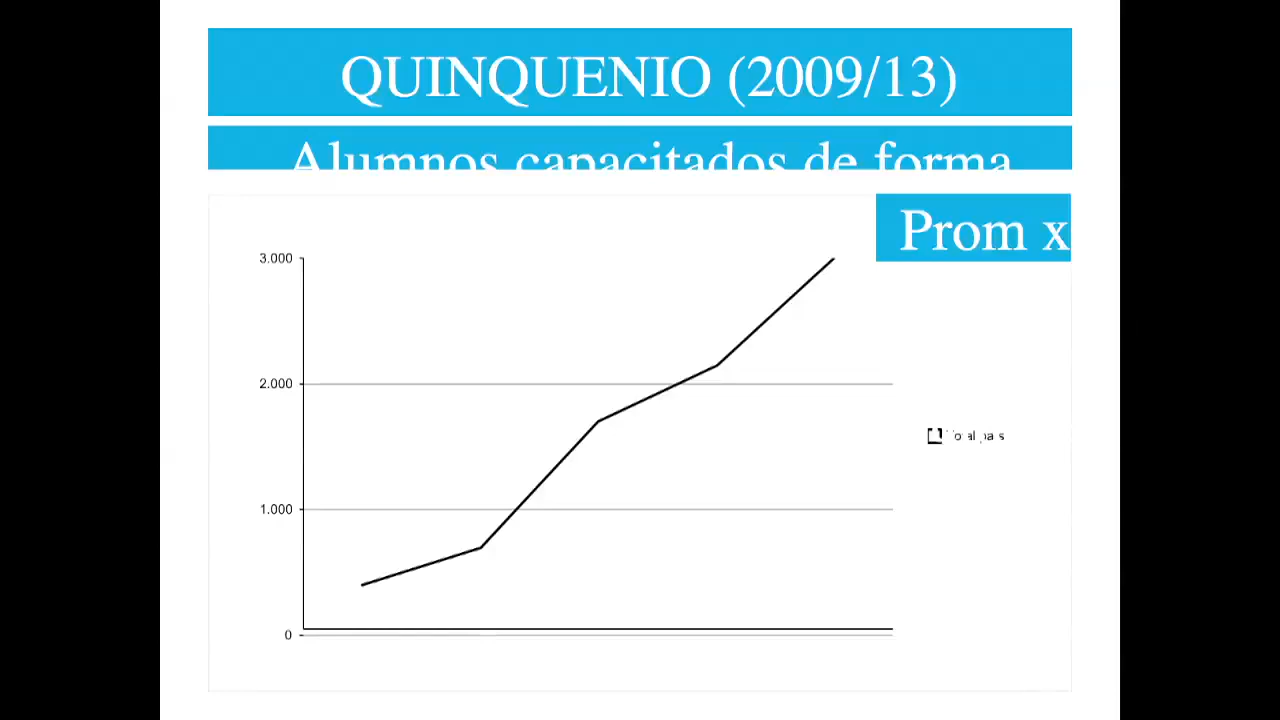 QUINQUENIO (2009/13)
Alumnos capacitados de forma
Prom x
3.000
2.000
1.000
0